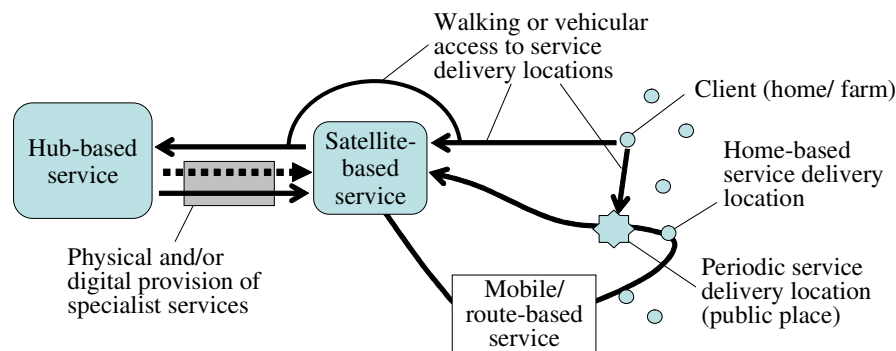 Walking or vehicular
access to service
delivery locations
Client (home/ farm)
Hub-based
service
Satellite-
based
service
Home-based
service delivery
location
Physical and/or
digital provision of
specialist services
Mobile/
route-based
service
Periodic service
delivery location
(public place)